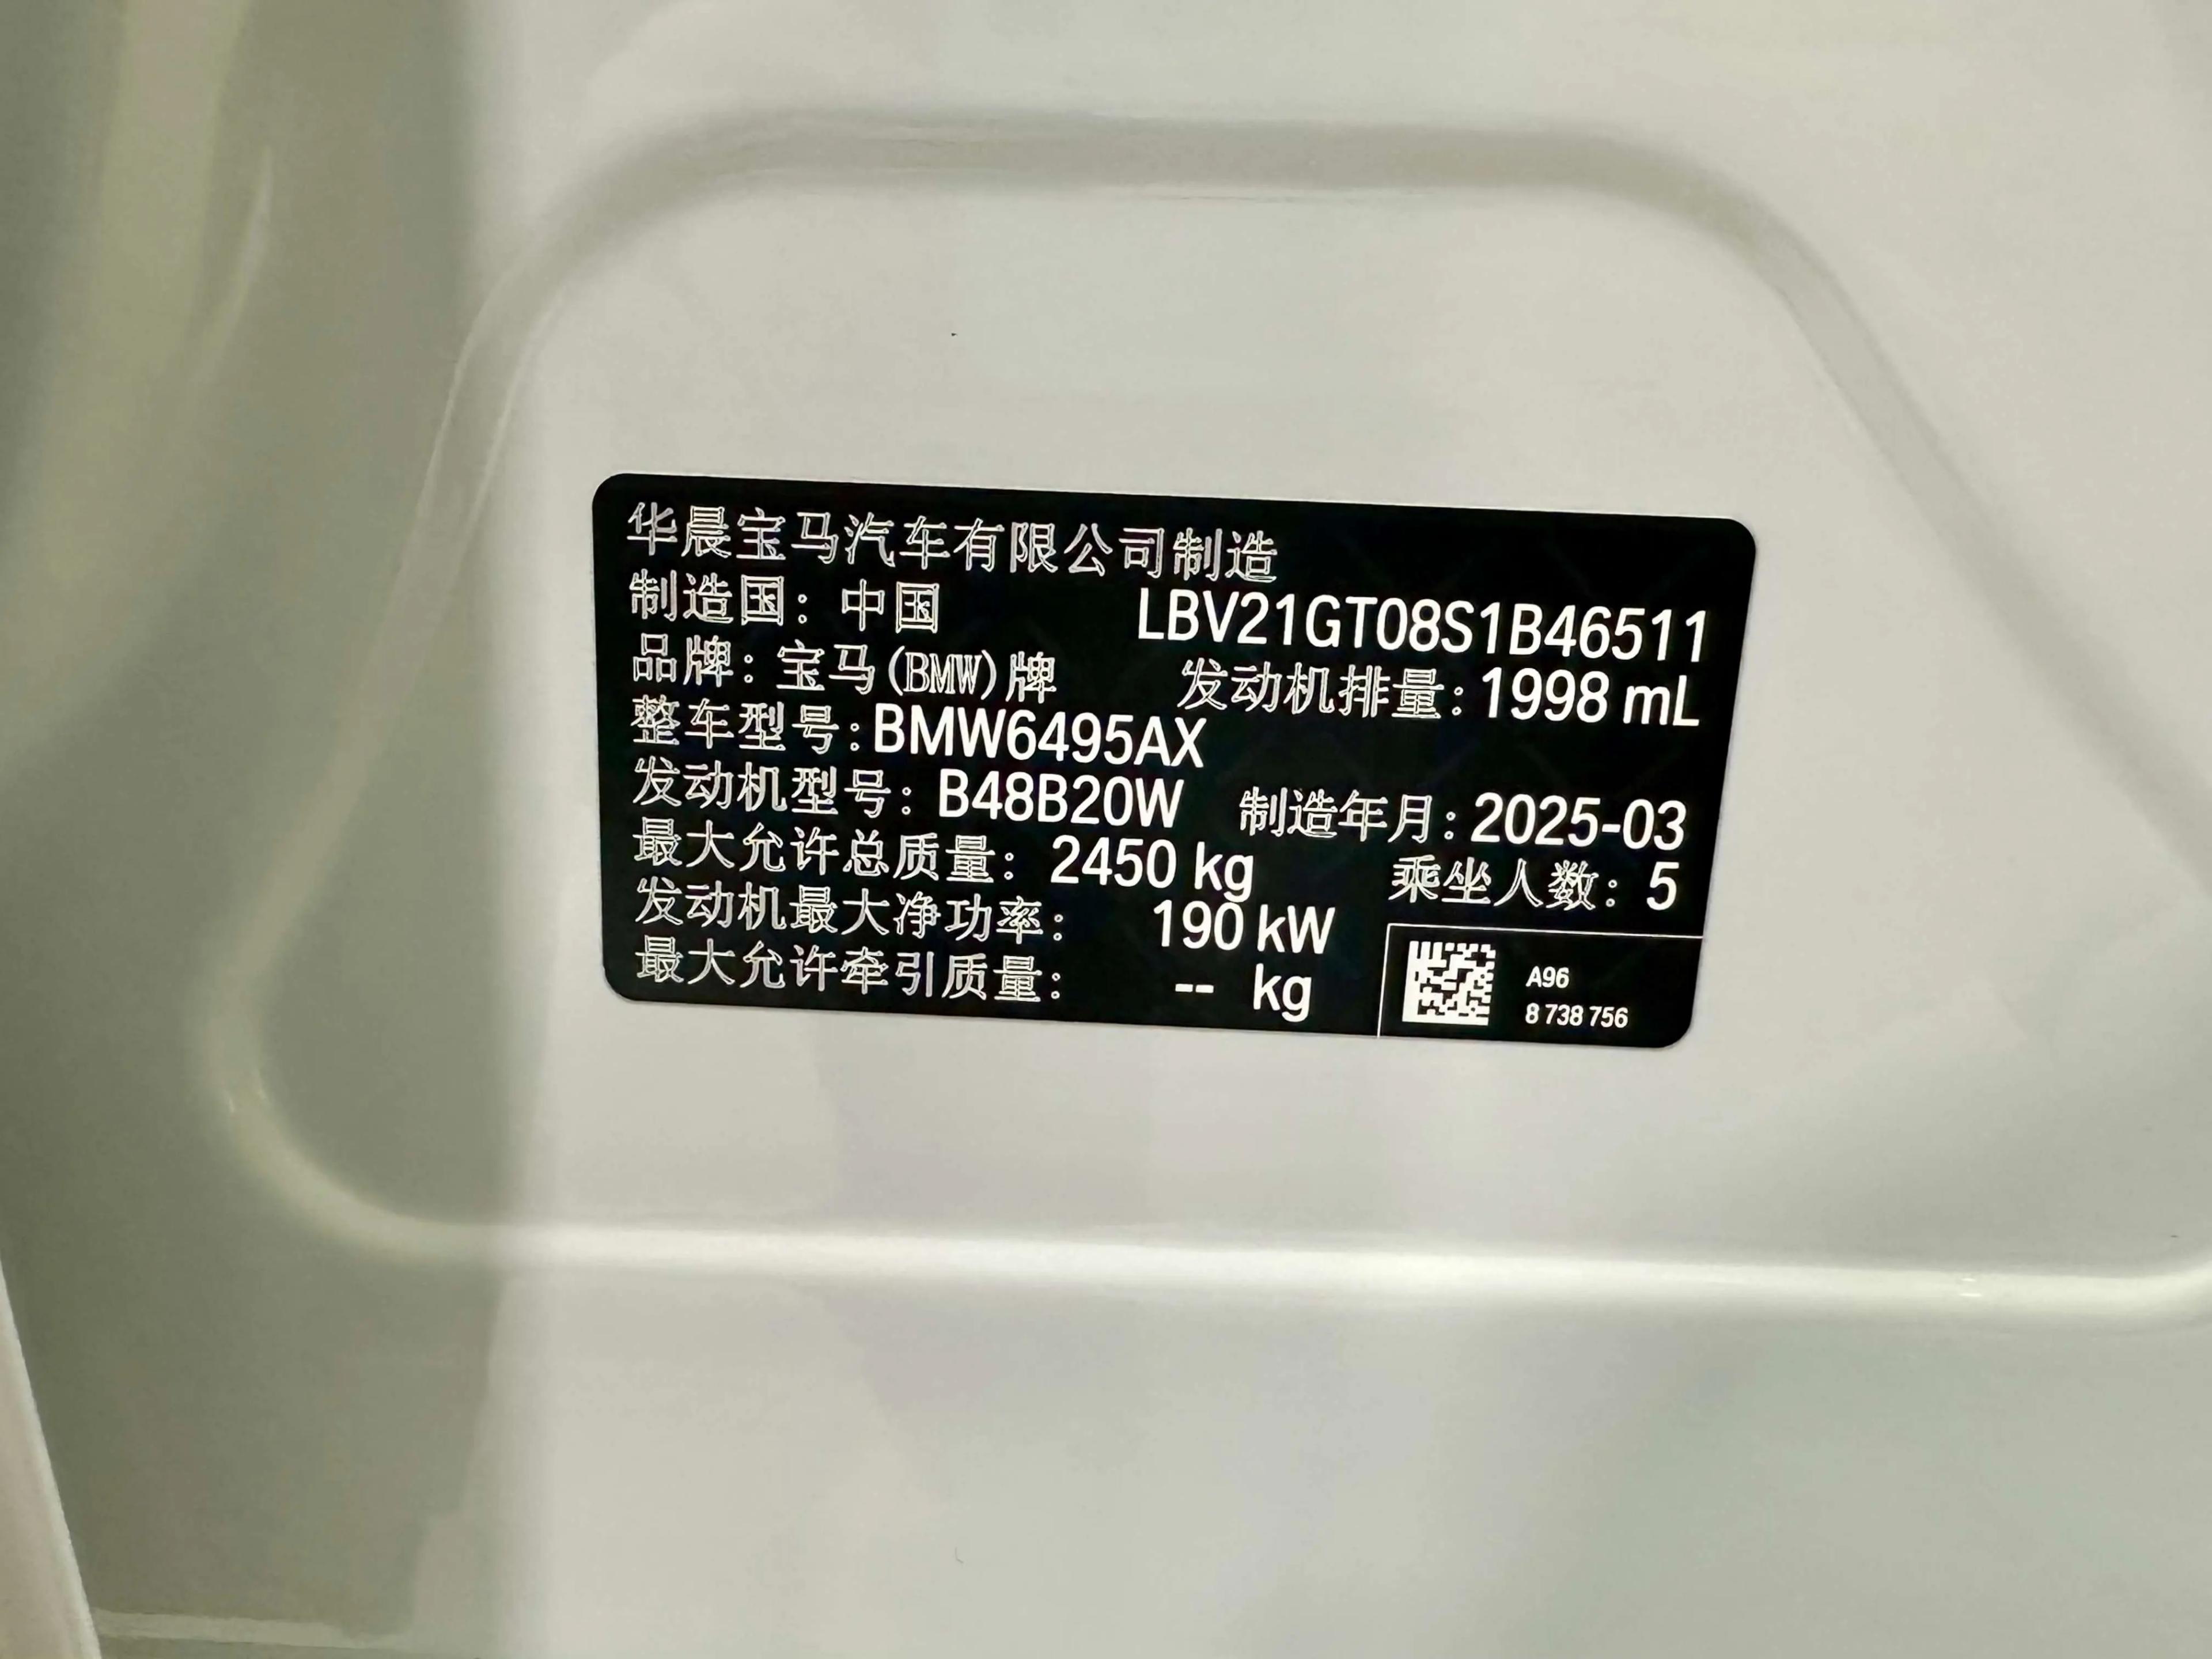 华晨宝马汽车有限公司制造
制造国：中国 LBV21GT08S1B46511
品牌：宝马(BMW)牌 发动机排量：1998 mL
整车型号：BMW6495AX
发动机型号：B48B20W 制造年月：2025-03
最大允许总质量：2450 kg 乘坐人数：5
发动机最大净功率：190 kW
最大允许牵引质量：-- kg
A96
8 738 756